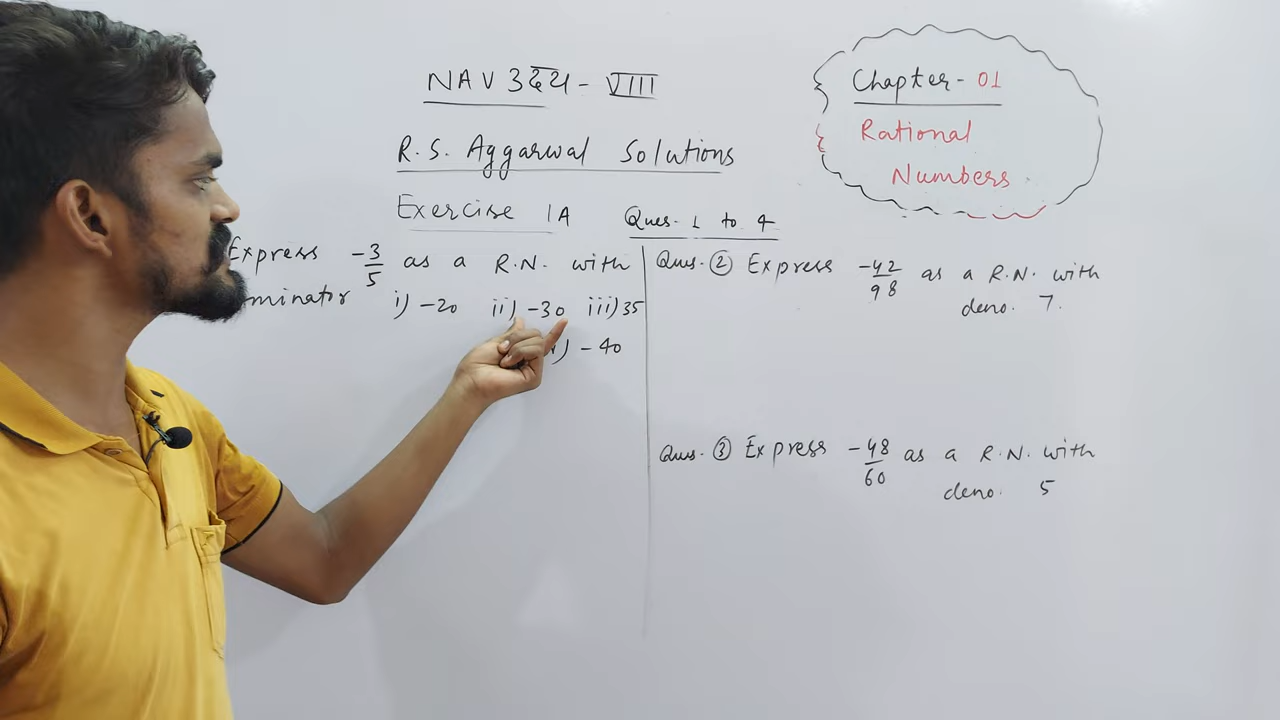 NAV उदय - VIII
R.S. Aggarwal Solutions
Exercise 1A Ques. 1 to 4
Chapter - 01
Rational
Numbers
Express -3/5 as a R.N. with
minator i) -20 ii) -30 iii) 35
) -40
Ques. ② Express -42/98 as a R.N. with
deno. 7.
Ques. ③ Express -48/60 as a R.N. with
deno. 5